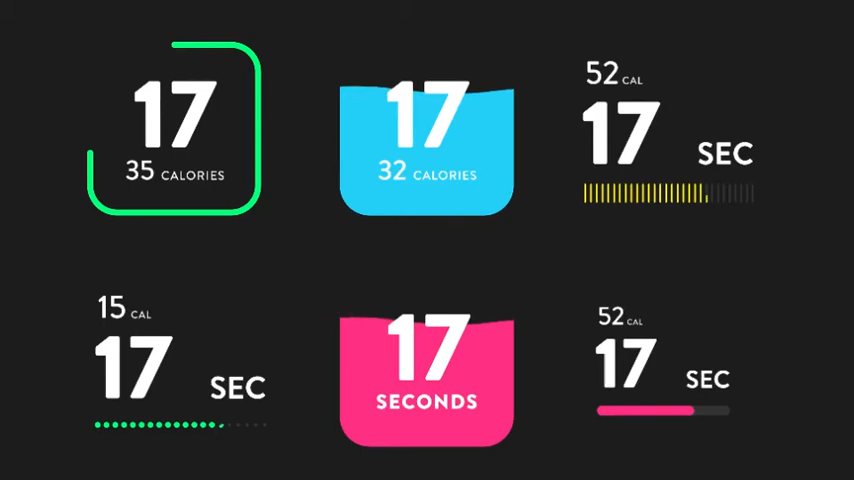 17
35 CALORIES
17
32 CALORIES
52 CAL
17 SEC
15 CAL
17 SEC
17
SECONDS
52 CAL
17 SEC